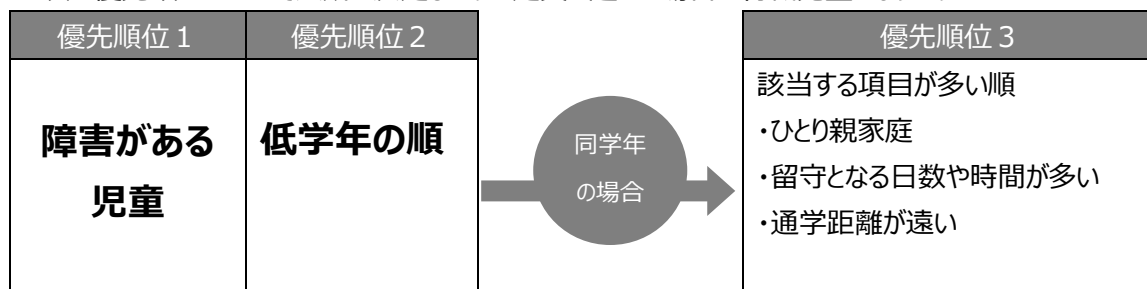 優先順位1
優先順位2
優先順位3
障害がある
児童
低学年の順
同学年
の場合
該当する項目が多い順
・ひとり親家庭
・留守となる日数や時間が多い
・通学距離が遠い